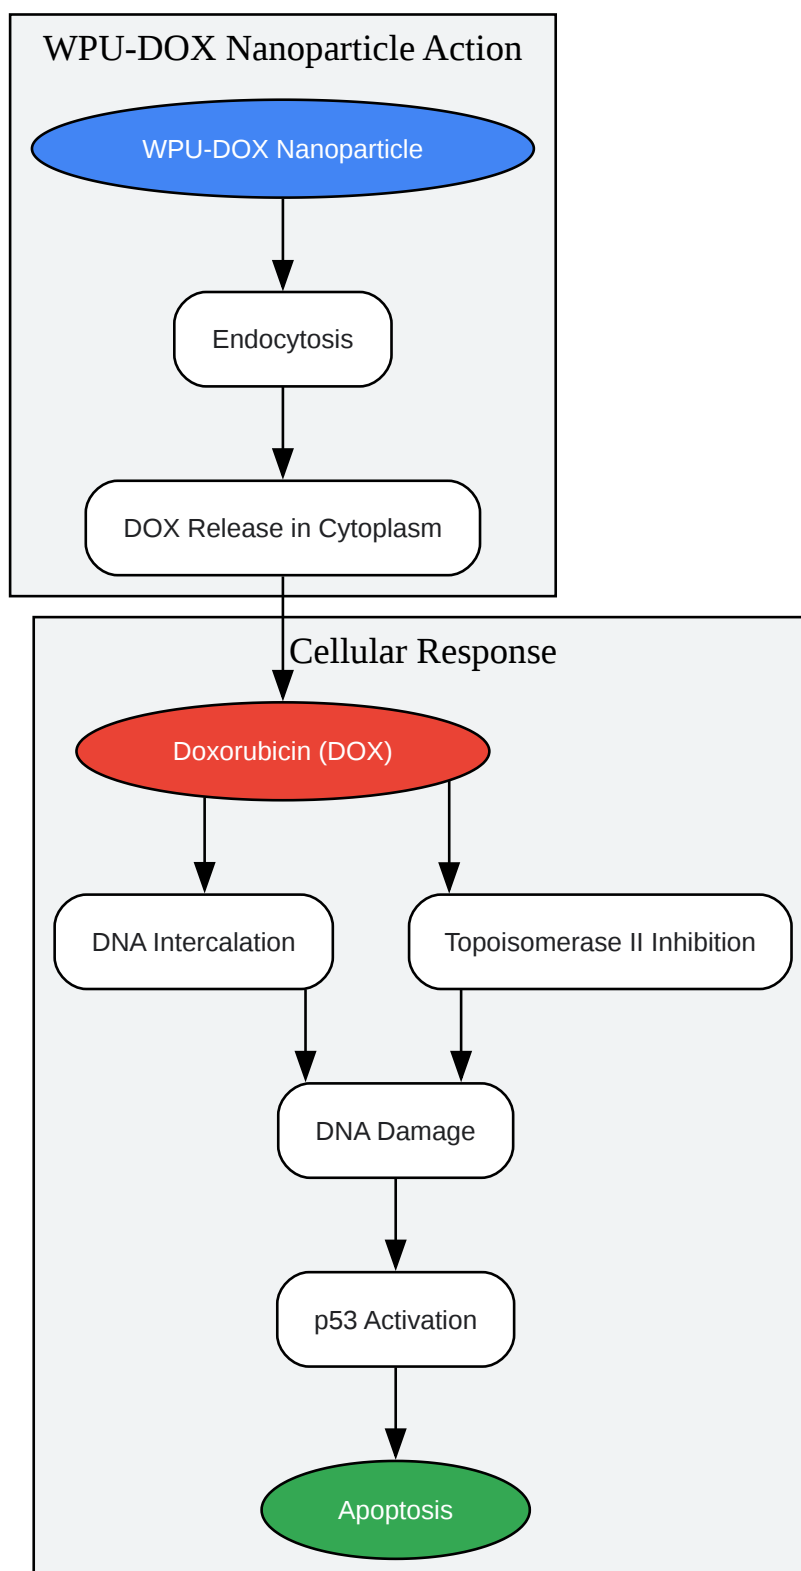 WPU-DOX Nanoparticle Action
WPU-DOX Nanoparticle
Endocytosis
DOX Release in Cytoplasm
Cellular Response
Doxorubicin (DOX)
DNA Intercalation
Topoisomerase II Inhibition
DNA Damage
p53 Activation
Apoptosis